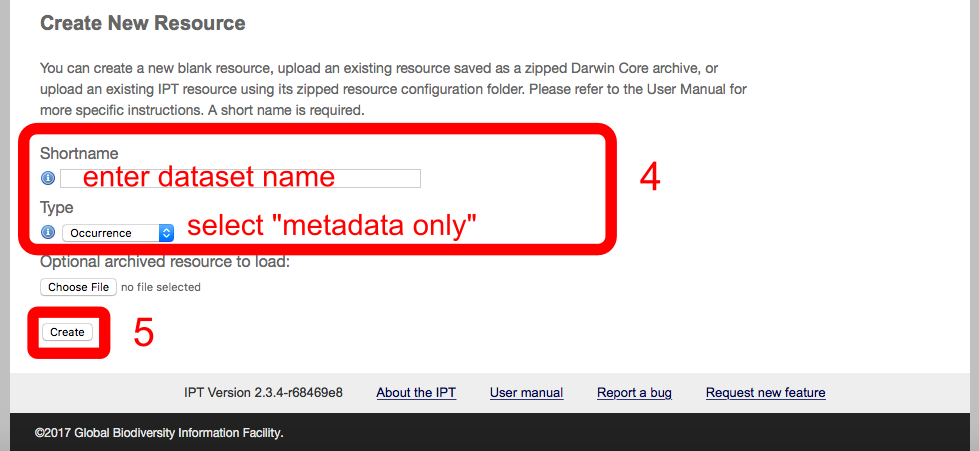 Create New Resource
You can create a new blank resource, upload an existing resource saved as a zipped Darwin Core archive, or
upload an existing IPT resource using its zipped resource configuration folder. Please refer to the User Manual for
more specific instructions. A short name is required.
Shortname
enter dataset name
4
Type
Occurrence
select "metadata only"
Optional archived resource to load:
Choose File no file selected
Create
5
IPT Version 2.3.4-r68469e8 About the IPT User manual Report a bug Request new feature
©2017 Global Biodiversity Information Facility.